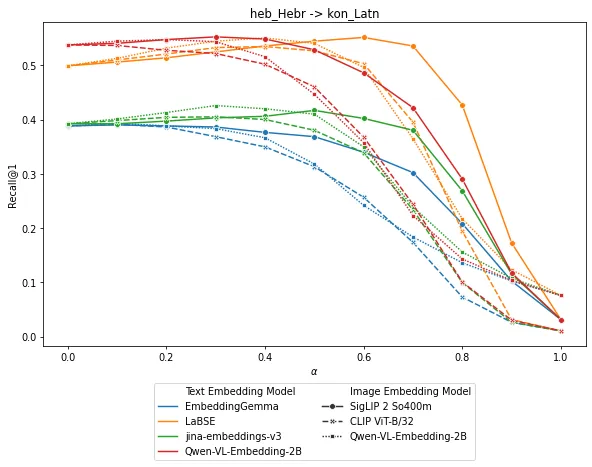 heb_Hebr -> kon_Latn
Recall@1
0.5
0.4
0.3
0.2
0.1
0.0
0.0 0.2 0.4 0.6 0.8 1.0
α
Text Embedding Model
EmbeddingGemma
LaBSE
jina-embeddings-v3
Qwen-VL-Embedding-2B
Image Embedding Model
SigLIP 2 So400m
CLIP ViT-B/32
Qwen-VL-Embedding-2B